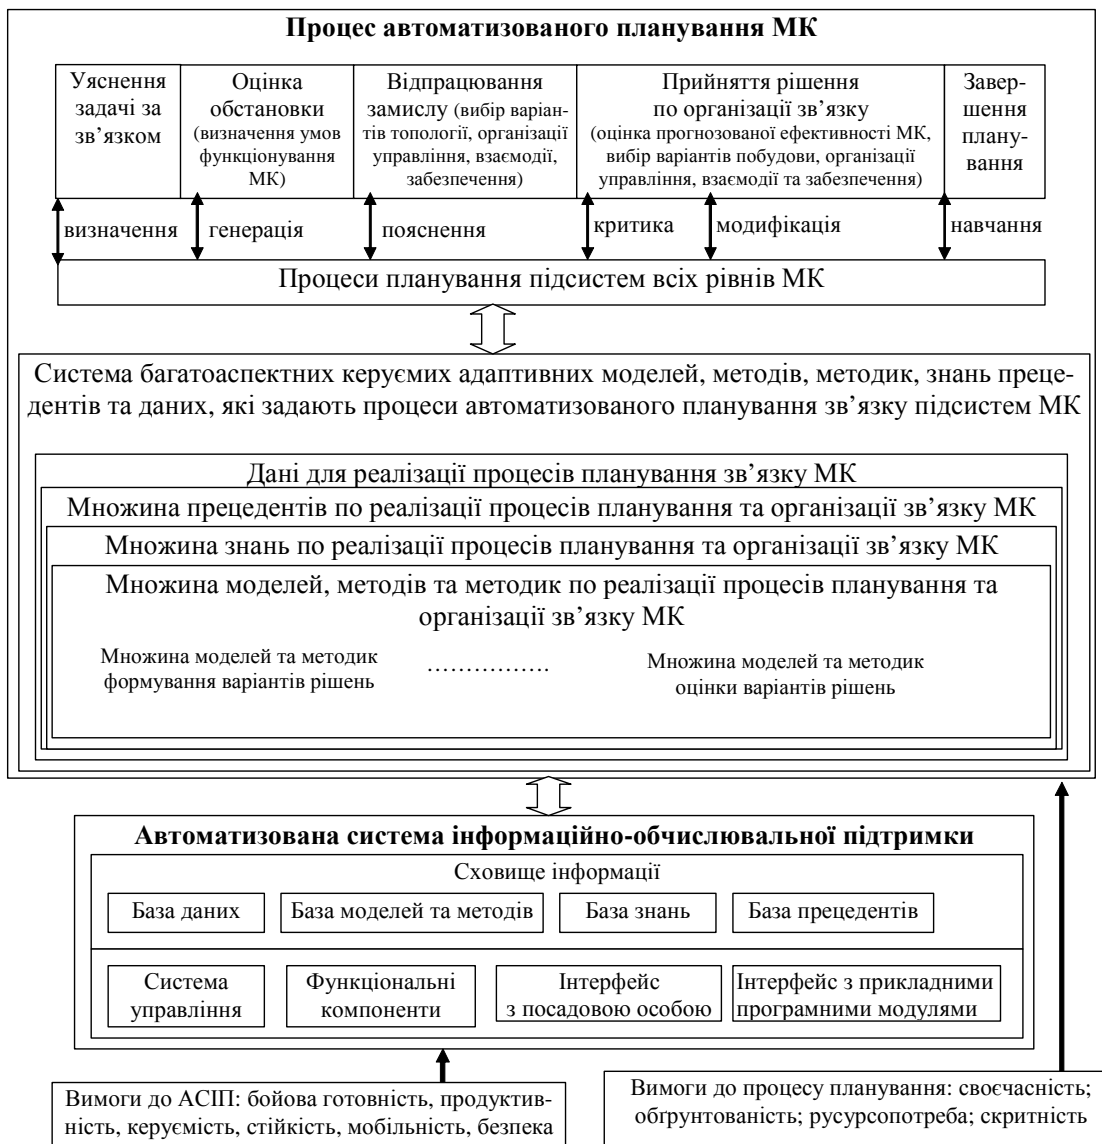 Процес автоматизованого планування МК
Уяснення
задачі за
зв’язком
Оцінка
обстановки
(визначення умов
функціонування
МК)
Відпрацювання
замислу (вибір варіан-
тів топології, організації
управління, взаємодії,
забезпечення)
Прийняття рішення
по організації зв’язку
(оцінка прогнозованої ефективності МК,
вибір варіантів побудови, організації
управління, взаємодії та забезпечення)
Завер-
шення
плану-
вання
визначення
генерація
пояснення
критика
модифікація
навчання
Процеси планування підсистем всіх рівнів МК
Система багатоаспектних керуємих адаптивних моделей, методів, методик, знань преце-
дентів та даних, які задають процеси автоматизованого планування зв’язку підсистем МК
Дані для реалізації процесів планування зв’язку МК
Множина прецедентів по реалізації процесів планування та організації зв’язку МК
Множина знань по реалізації процесів планування та організації зв’язку МК
Множина моделей, методів та методик по реалізації процесів планування та
організації зв’язку МК
Множина моделей та методик
формування варіантів рішень
…………….
Множина моделей та методик
оцінки варіантів рішень
Автоматизована система інформаційно-обчислювальної підтримки
Сховище інформації
База даних
База моделей та методів
База знань
База прецедентів
Система
управління
Функціональні
компоненти
Інтерфейс
з посадовою особою
Інтерфейс з прикладними
програмними модулями
Вимоги до АСІП: бойова готовність, продуктив-
ність, керуємість, стійкість, мобільність, безпека
Вимоги до процесу планування: своєчасність;
обґрунтованість; русурсопотреба; скритність